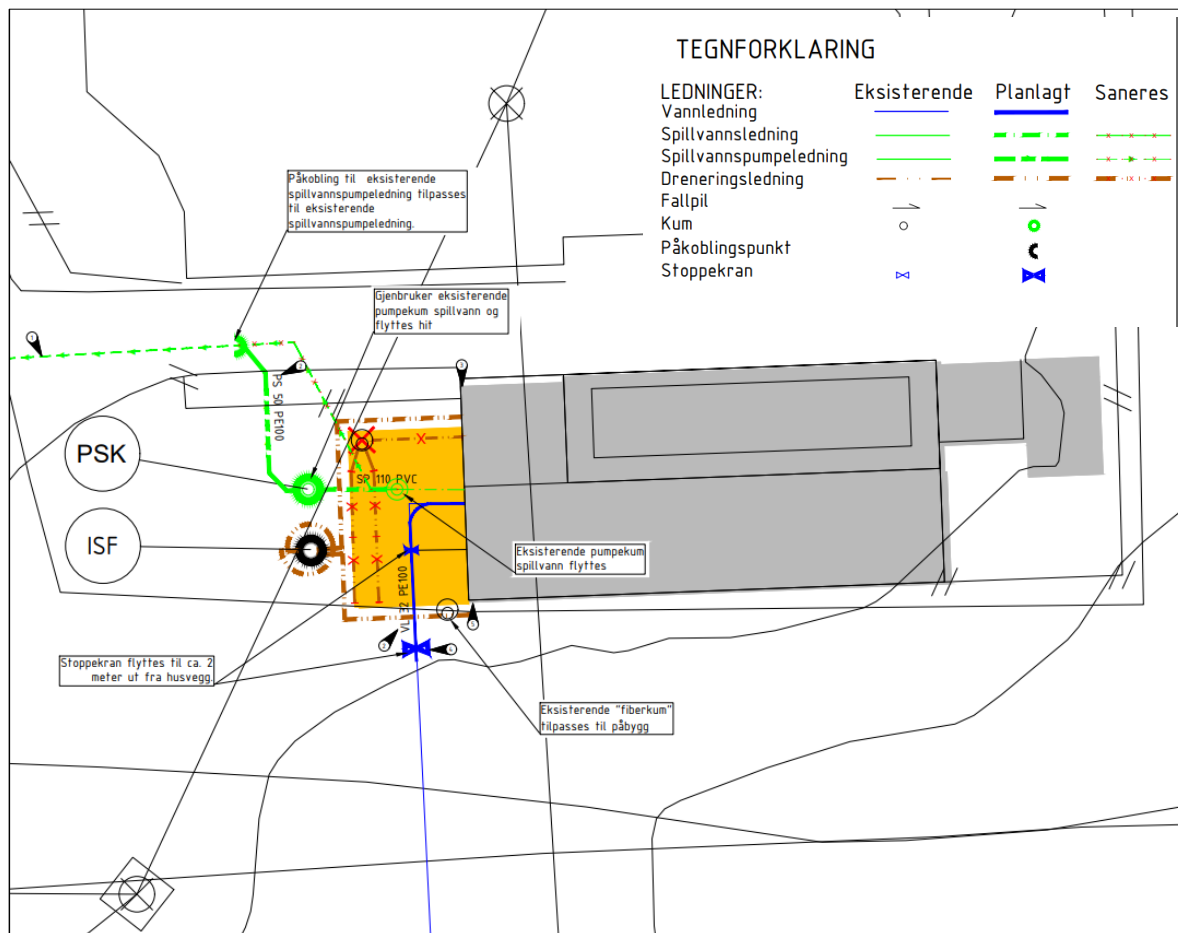 TEGNFORKLARING
LEDNINGER: Eksisterende Planlagt Saneres
Vannledning
Spillvannsledning
Spillvannspumpeledning
Dreneringsledning
Fallpil
Kum
Påkoblingspunkt
Stoppekran
Påkobling til eksisterende
spillvannspumpeledning tilpasses
til eksisterende
spillvannspumpeledning.
Gjenbruker eksisterende
pumpekum spillvann og
flyttes hit
PS 50 PE100
PSK
SP 110 PVC
ISF
Eksisterende pumpekum
spillvann flyttes
VL 32 PE100
Stoppekran flyttes til ca. 2
meter ut fra husvegg.
Eksisterende "fiberkum"
tilpasses til påbygg